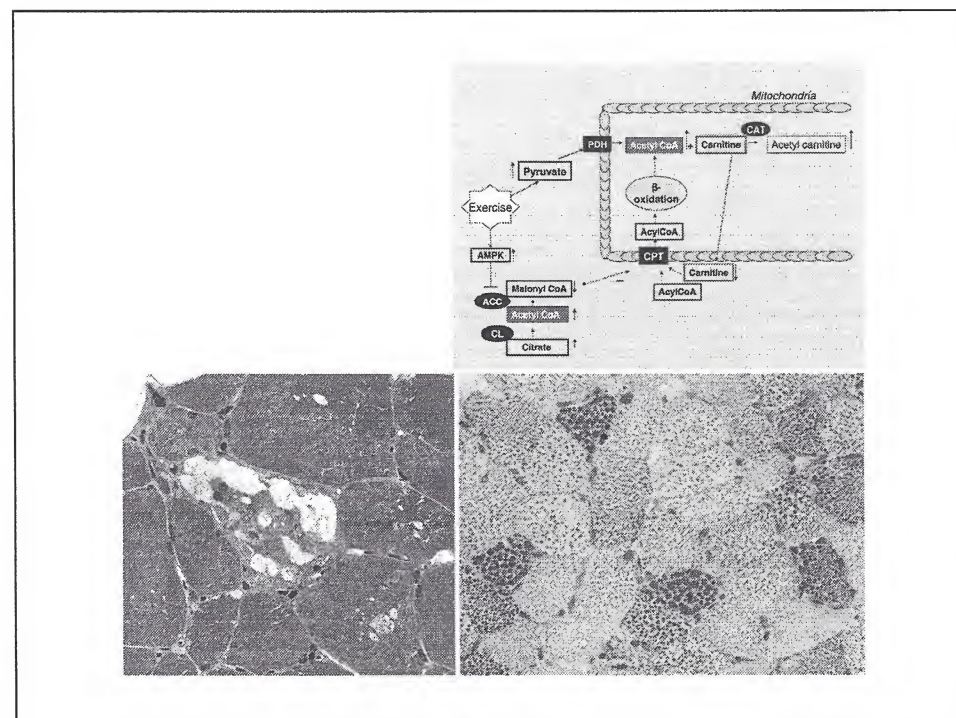 Mitochondria
CAT
PDH
Acetyl CoA
Carnitine
Acetyl carnitine
Pyruvate
β-
oxidation
Exercise
AcylCoA
AMPK
CPT
Carnitine
Malonyl CoA
AcylCoA
ACC
Acetyl CoA
CL
Citrate